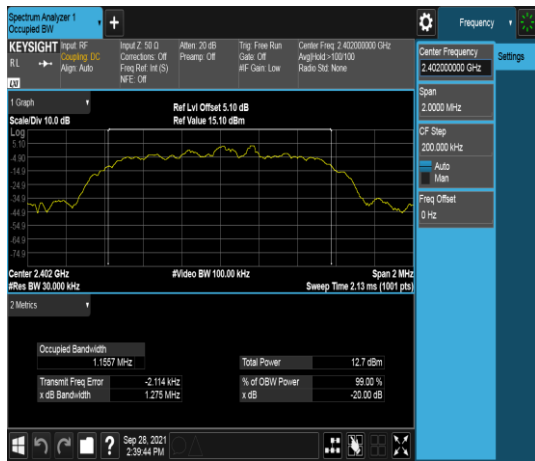 Spectrum Analyzer 1
Occupied BW
Frequency
KEYSIGHT
RL
LXI
Input: RF
Coupling: DC
Align: Auto
Input Z: 50 Ω
Corrections: Off
Freq Ref: Int (S)
NFE: Off
Atten: 20 dB
Preamp: Off
Trig: Free Run
Gate: Off
#IF Gain: Low
Center Freq: 2.402000000 GHz
Avg|Hold:>100/100
Radio Std: None
Center Frequency
2.402000000 GHz
Settings
Span
2.0000 MHz
CF Step
200.000 kHz
Auto
Man
Freq Offset
0 Hz
1 Graph
Scale/Div 10.0 dB
Ref Lvl Offset 5.10 dB
Ref Value 15.10 dBm
Log
5.10
-4.90
-14.9
-24.9
-34.9
-44.9
-54.9
-64.9
-74.9
Center 2.402 GHz
#Res BW 30.000 kHz
#Video BW 100.00 kHz
Span 2 MHz
Sweep Time 2.13 ms (1001 pts)
2 Metrics
Occupied Bandwidth
1.1557 MHz
Total Power 12.7 dBm
Transmit Freq Error -2.114 kHz
% of OBW Power 99.00 %
x dB Bandwidth 1.275 MHz
x dB -20.00 dB
?
Sep 28, 2021
2:39:44 PM